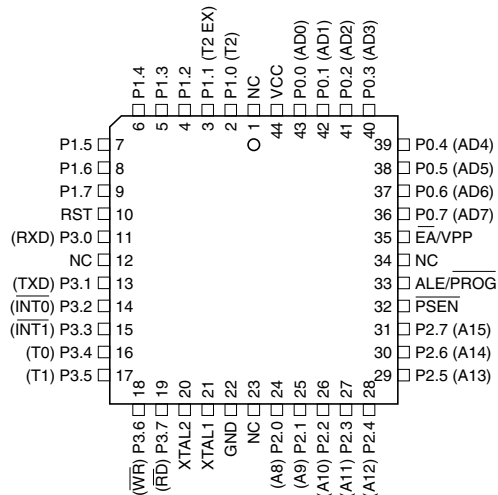 P1.4
P1.3
P1.2
P1.1 (T2 EX)
P1.0 (T2)
NC
VCC
P0.0 (AD0)
P0.1 (AD1)
P0.2 (AD2)
P0.3 (AD3)
6
5
4
3
2
1
44
43
42
41
40
P1.5 7
P1.6 8
P1.7 9
RST 10
(RXD) P3.0 11
NC 12
(TXD) P3.1 13
(INT0) P3.2 14
(INT1) P3.3 15
(T0) P3.4 16
(T1) P3.5 17
39 P0.4 (AD4)
38 P0.5 (AD5)
37 P0.6 (AD6)
36 P0.7 (AD7)
35 EA/VPP
34 NC
33 ALE/PROG
32 PSEN
31 P2.7 (A15)
30 P2.6 (A14)
29 P2.5 (A13)
18
19
20
21
22
23
24
25
26
27
28
(WR) P3.6
(RD) P3.7
XTAL2
XTAL1
GND
NC
(A8) P2.0
(A9) P2.1
(A10) P2.2
(A11) P2.3
(A12) P2.4